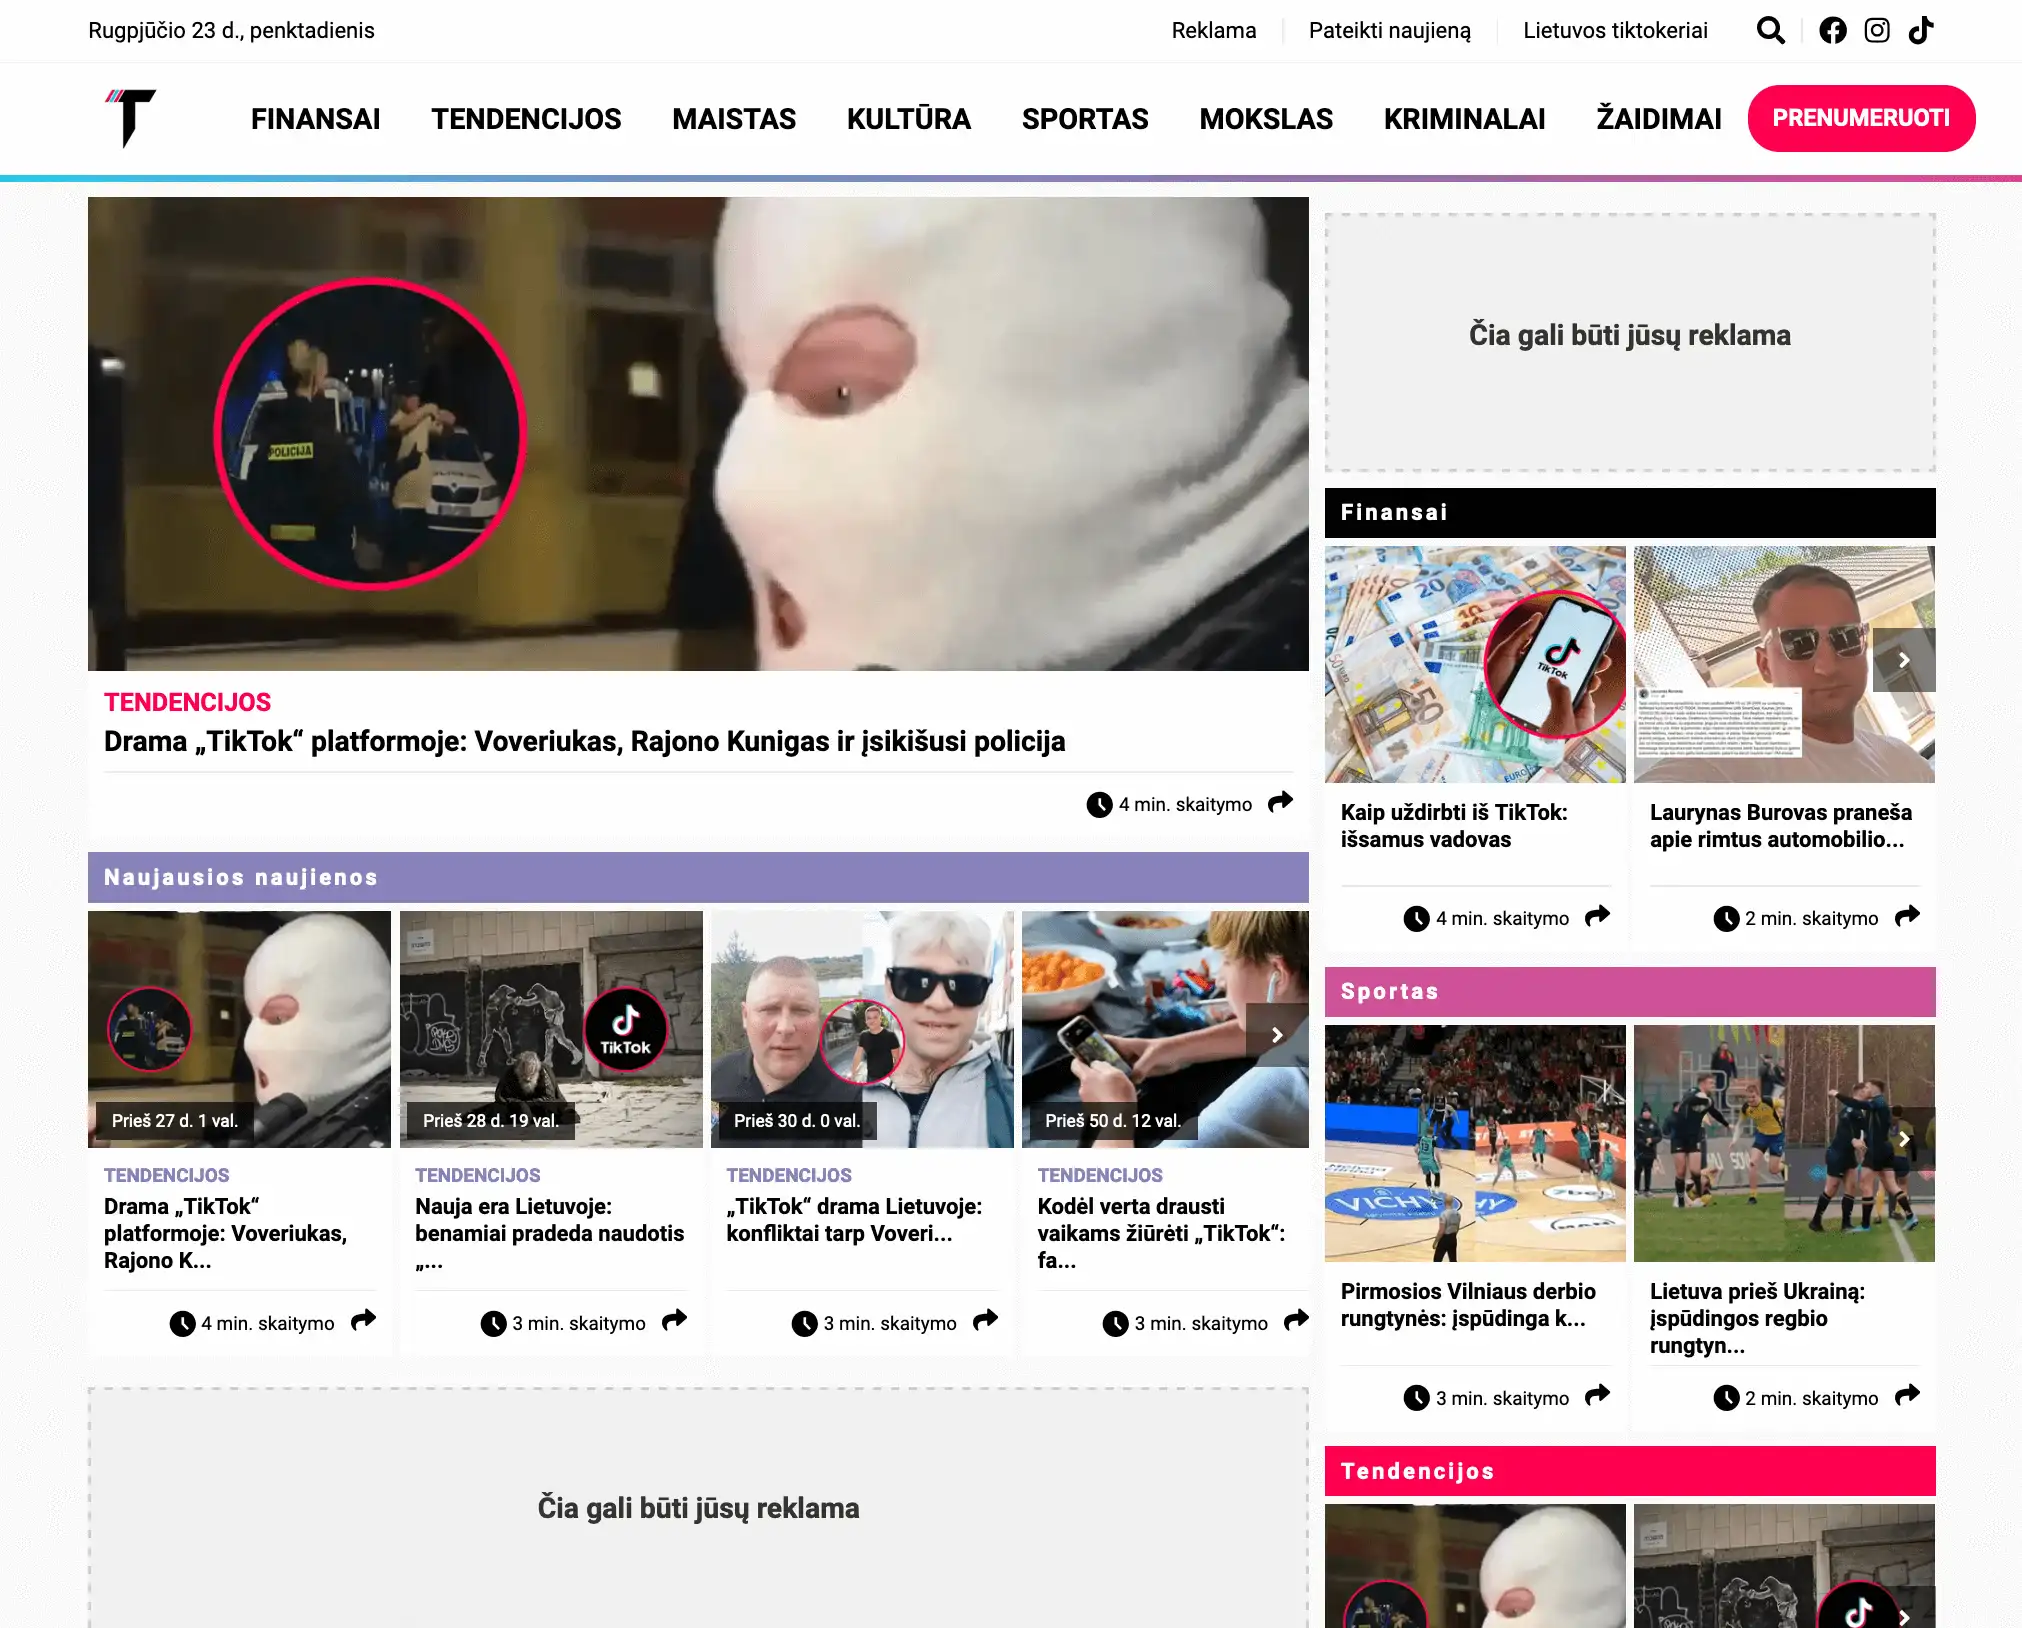 Rugpjūčio 23 d., penktadienis
Reklama
Pateikti naujieną
Lietuvos tiktokeriai
FINANSAI
TENDENCIJOS
MAISTAS
KULTŪRA
SPORTAS
MOKSLAS
KRIMINALAI
ŽAIDIMAI
PRENUMERUOTI
POLICIJA
TENDENCIJOS
Drama „TikTok“ platformoje: Voveriukas, Rajono Kunigas ir įsikišusi policija
4 min. skaitymo
Naujausios naujienos
Prieš 27 d. 1 val.
TENDENCIJOS
Drama „TikTok“
platformoje: Voveriukas,
Rajono K...
4 min. skaitymo
TikTok
Prieš 28 d. 19 val.
TENDENCIJOS
Nauja era Lietuvoje:
benamiai pradeda naudotis
„...
3 min. skaitymo
Prieš 30 d. 0 val.
TENDENCIJOS
„TikTok“ drama Lietuvoje:
konfliktai tarp Voveri...
3 min. skaitymo
Prieš 50 d. 12 val.
TENDENCIJOS
Kodėl verta drausti
vaikams žiūrėti „TikTok“:
fa...
3 min. skaitymo
Čia gali būti jūsų reklama
Čia gali būti jūsų reklama
Finansai
TikTok
Kaip uždirbti iš TikTok:
išsamus vadovas
4 min. skaitymo
Laurynas Burovas praneša
apie rimtus automobilio...
2 min. skaitymo
Sportas
VICHY
Pirmosios Vilniaus derbio
rungtynės: įspūdinga k...
3 min. skaitymo
Lietuva prieš Ukrainą:
įspūdingos regbio
rungtyn...
2 min. skaitymo
Tendencijos